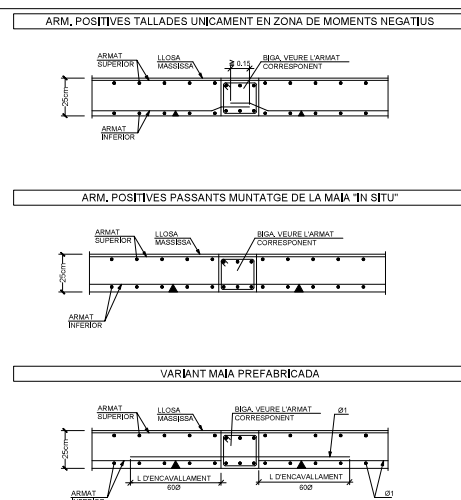 ARM. POSITIVES TALLADES UNICAMENT EN ZONA DE MOMENTS NEGATIUS
ARMAT
SUPERIOR
LLOSA
MASSISSA
≥ 0.15
BIGA, VEURE L'ARMAT
CORRESPONENT
25cm
ARMAT
INFERIOR
ARM. POSITIVES PASSANTS MUNTATGE DE LA MAIA "IN SITU"
ARMAT
SUPERIOR
LLOSA
MASSISSA
BIGA, VEURE L'ARMAT
CORRESPONENT
25cm
ARMAT
INFERIOR
VARIANT MAIA PREFABRICADA
ARMAT
SUPERIOR
LLOSA
MASSISSA
BIGA, VEURE L'ARMAT
CORRESPONENT
Ø1
25cm
L D'ENCAVALLAMENT
60Ø
L D'ENCAVALLAMENT
60Ø
ARMAT
Ø1